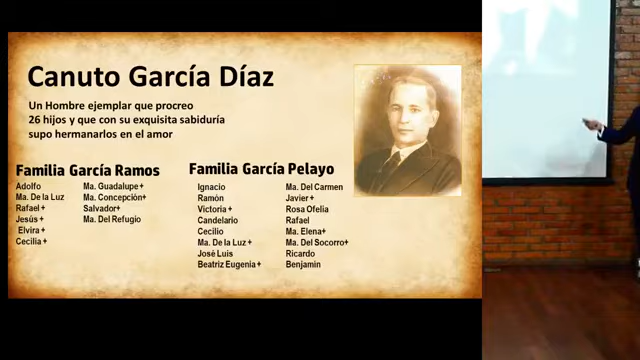 Canuto García Díaz
Un Hombre ejemplar que procreo
26 hijos y que con su exquisita sabiduría
supo hermanarlos en el amor
Familia García Ramos
Adolfo
Ma. De la Luz
Rafael +
Jesús +
Elvira +
Cecilia +
Ma. Guadalupe +
Ma. Concepción+
Salvador+
Ma. Del Refugio
Familia García Pelayo
Ignacio
Ramón
Victoria +
Candelario
Cecilio
Ma. De la Luz +
José Luis
Beatriz Eugenia +
Ma. Del Carmen
Javier +
Rosa Ofelia
Rafael
Ma. Elena+
Ma. Del Socorro+
Ricardo
Benjamín